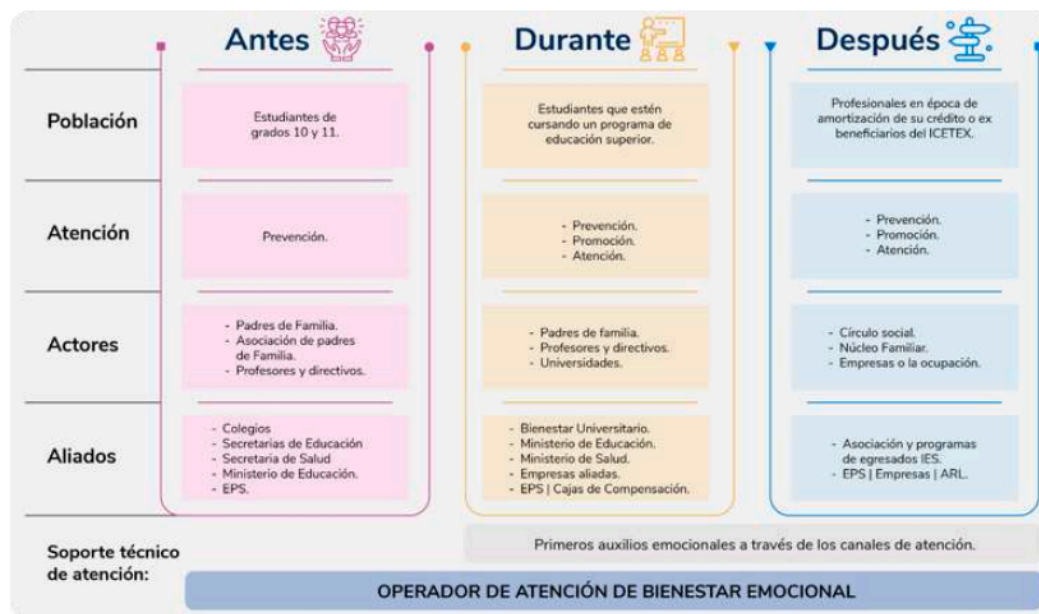 Antes
Durante
Después
Población
Estudiantes de
grados 10 y 11.
Estudiantes que estén
cursando un programa de
educación superior.
Profesionales en época de
amortización de su crédito o ex
beneficiarios del ICETEX.
Atención
Prevención.
- Prevención.
- Promoción.
- Atención.
- Prevención.
- Promoción.
- Atención.
Actores
- Padres de Familia.
- Asociación de padres
de Familia.
- Profesores y directivos.
- Padres de familia.
- Profesores y directivos.
- Universidades.
- Círculo social.
- Núcleo Familiar.
- Empresas o la ocupación.
Aliados
- Colegios
- Secretarias de Educación
- Secretaria de Salud
- Ministerio de Educación.
- EPS.
- Bienestar Universitario.
- Ministerio de Educación.
- Ministerio de Salud.
- Empresas aliadas.
- EPS | Cajas de Compensación.
- Asociación y programas
de egresados IES.
- EPS | Empresas | ARL.
Soporte técnico
de atención:
Primeros auxilios emocionales a través de los canales de atención.
OPERADOR DE ATENCIÓN DE BIENESTAR EMOCIONAL